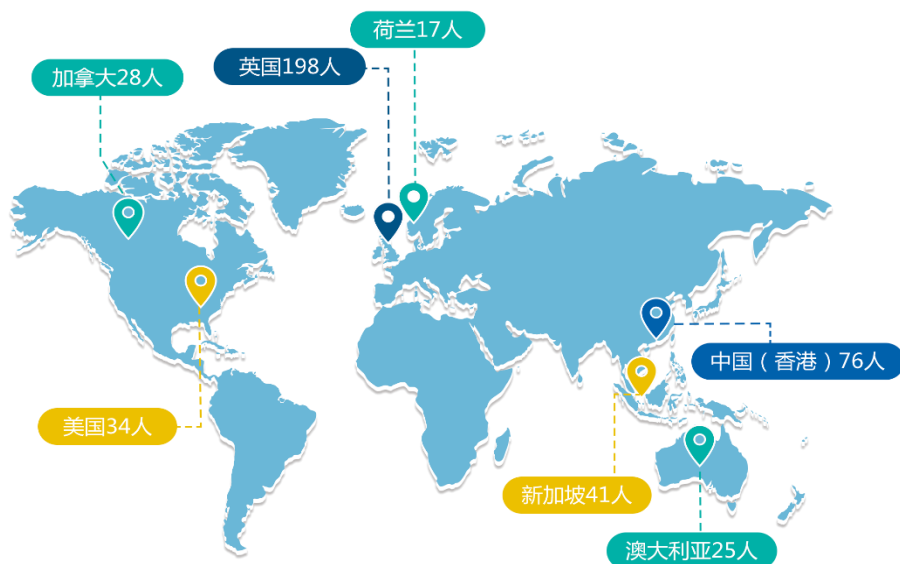 荷兰17人
英国198人
加拿大28人
中国（香港）76人
美国34人
新加坡41人
澳大利亚25人